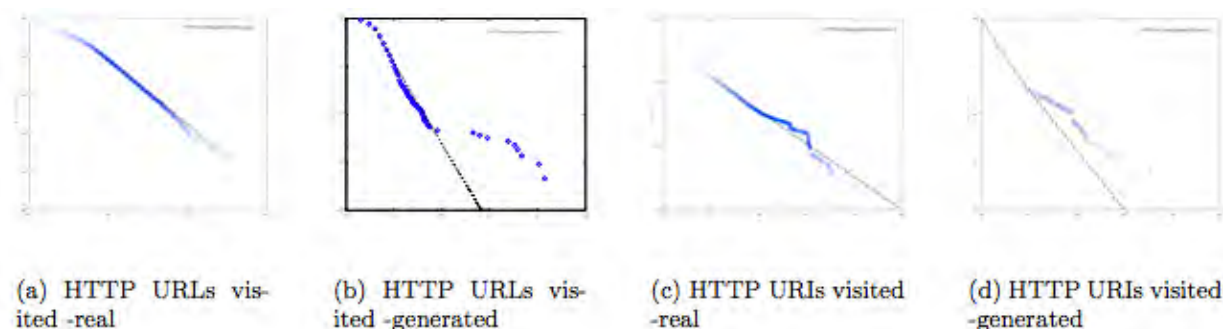 (a) HTTP URLs vis-
ited -real
(b) HTTP URLs vis-
ited -generated
(c) HTTP URIs visited
-real
(d) HTTP URIs visited
-generated